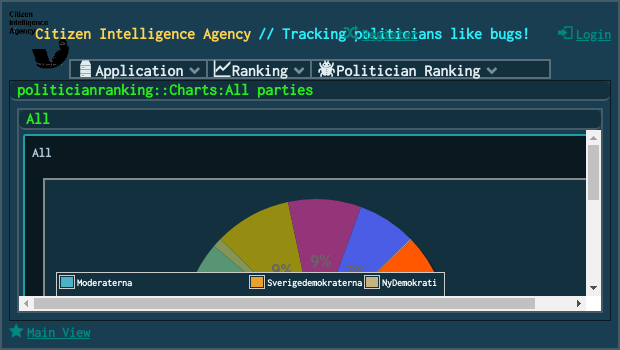 Citizen
Intelligence
Agency
Citizen Intelligence Agency // Tracking politicians like bugs!
Register
Login
Application
Ranking
Politician Ranking
politicianranking::Charts:All parties
All
All
9%
Moderaterna
Sverigedemokraterna
NyDemokrati
Main View